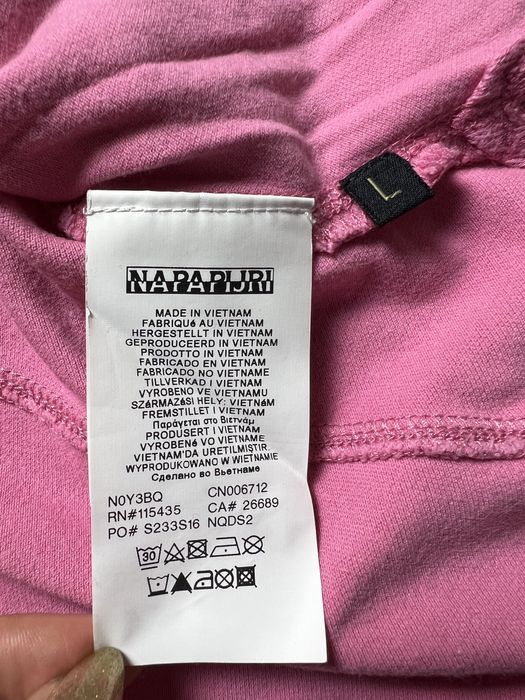 L
NAPAPIJRI
MADE IN VIETNAM
FABRIQUé AU VIETNAM
HERGESTELLT IN VIETNAM
GEPRODUCEERD IN VIETNAM
PRODOTTO IN VIETNAM
FABRICADO EN VIETNAM
FABRICADO NO VIETNAME
TILLVERKAD I VIETNAM
VYROBENO VE VIETNAMU
SZáRMAZéSI HELY: VIETNáM
FREMSTILLET I VIETNAM
Παράγεται στο Βιετνάμ
PRODUSERT I VIETNAM
VYROBENÉ VO VIETNAME
VIETNAM'DA URETILMIŞTIR.
WYPRODUKOWANO W WIETNAMIE
Сделано во Вьетнаме
N0Y3BQ CN006712
RN#115435 CA# 26689
PO# S233S16 NQDS2
30